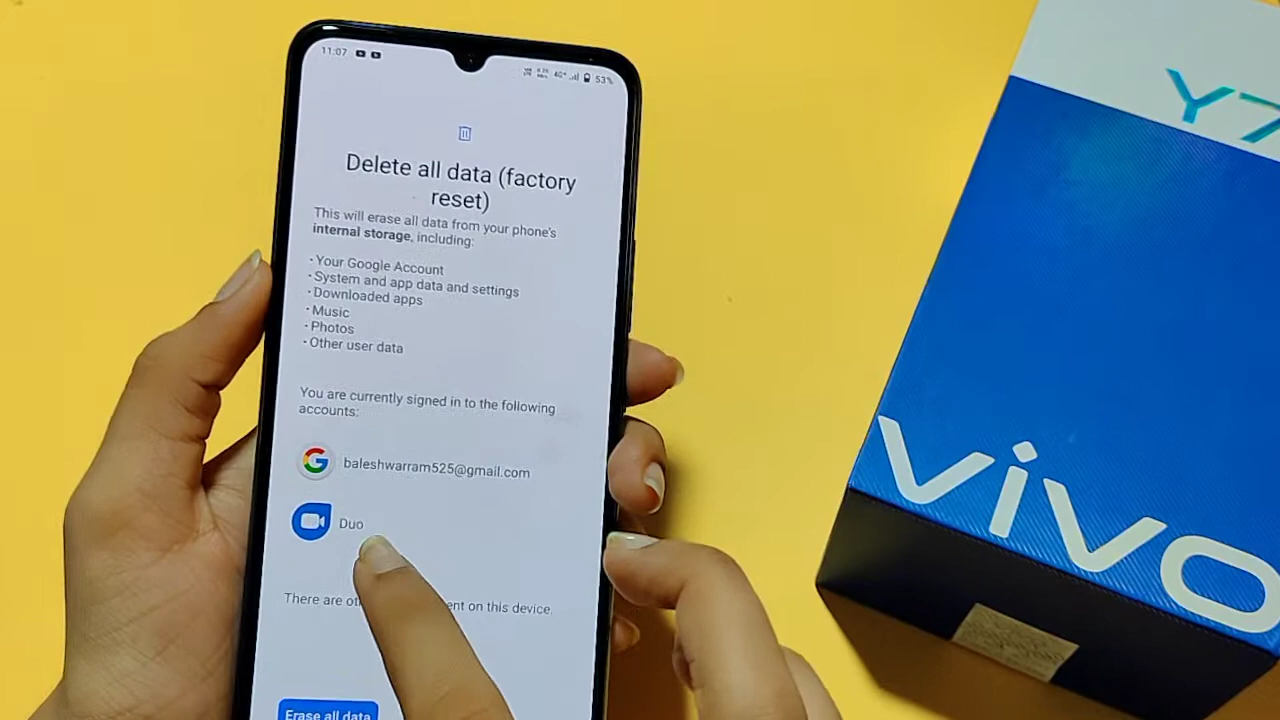 11:07
4G+
53%
Delete all data (factory
reset)
This will erase all data from your phone's
internal storage, including:
• Your Google Account
• System and app data and settings
• Downloaded apps
• Music
• Photos
• Other user data
You are currently signed in to the following
accounts:
baleshwarram525@gmail.com
Duo
There are on this device.
Erase all data
Y7
vivo